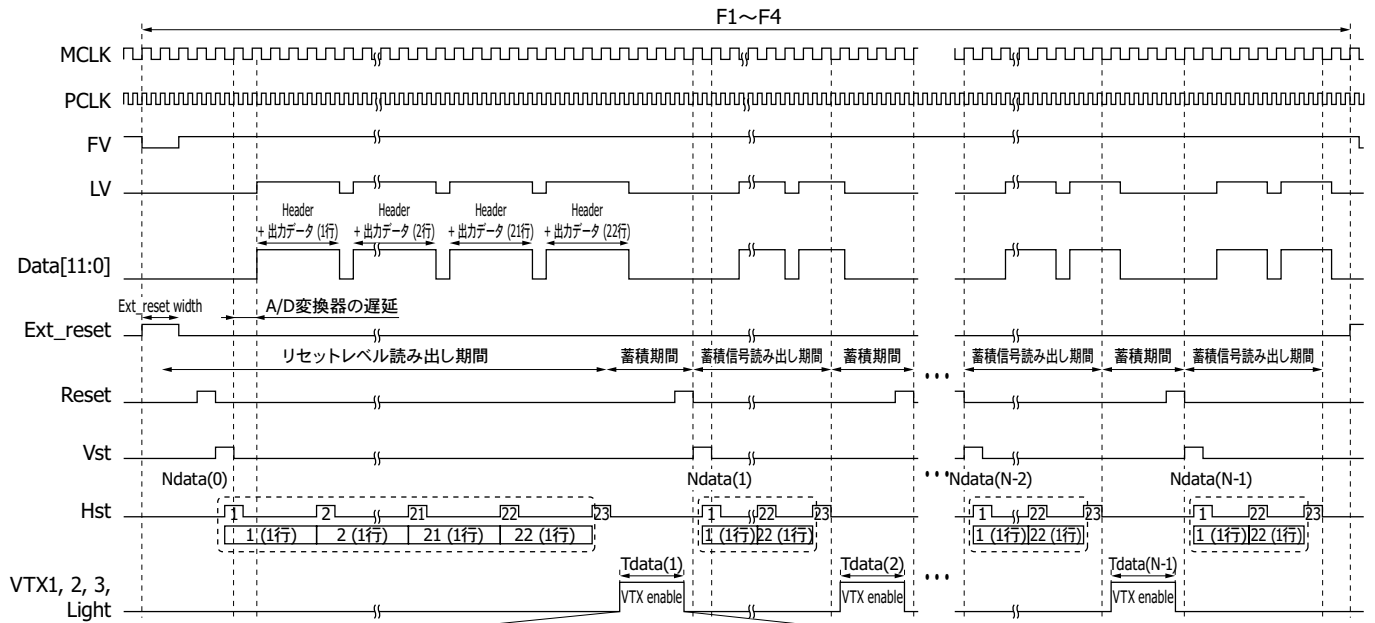 F1～F4
MCLK
PCLK
FV
LV
Header
+ 出力データ (1行)
Header
+ 出力データ (2行)
Header
+ 出力データ (21行)
Header
+ 出力データ (22行)
Data[11:0]
Ext_reset width
A/D変換器の遅延
Ext_reset
リセットレベル読み出し期間
蓄積期間
蓄積信号読み出し期間
蓄積期間
蓄積信号読み出し期間
蓄積期間
蓄積信号読み出し期間
Reset
Vst
Ndata(0)
Ndata(1)
Ndata(N-2)
Ndata(N-1)
Hst
1 2 21 22 23
1 22 23
1 22 23
1 22 23
1 (1行) 2 (1行) 21 (1行) 22 (1行)
1 (1行) 22 (1行)
1 (1行) 22 (1行)
1 (1行) 22 (1行)
Tdata(1)
Tdata(2)
Tdata(N-1)
VTX1, 2, 3,
Light
VTX enable
VTX enable
VTX enable